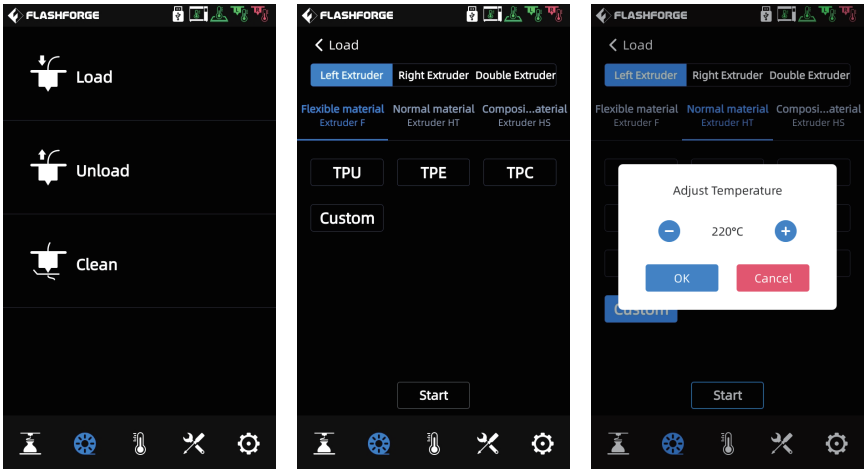 FLASHFORGE
Load
Unload
Clean
FLASHFORGE
Load
Left Extruder Right Extruder Double Extruder
Flexible material Normal material Composi...aterial
Extruder F Extruder HT Extruder HS
TPU TPE TPC
Custom
Start
FLASHFORGE
Load
Left Extruder Right Extruder Double Extruder
Flexible material Normal material Composi...aterial
Extruder F Extruder HT Extruder HS
Adjust Temperature
220°C
OK Cancel
Custom
Start